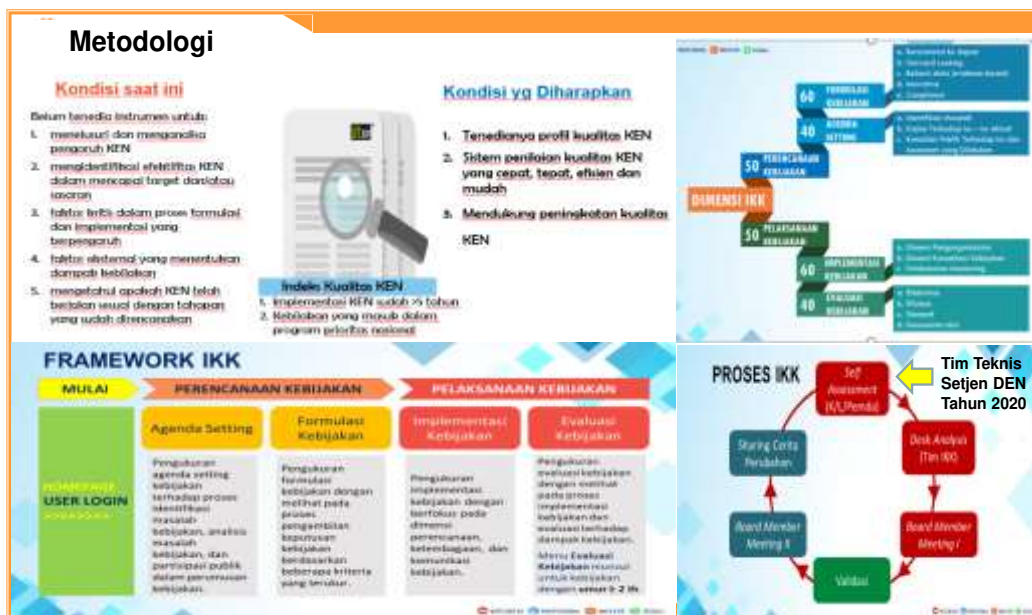 Metodologi
Kondisi saat ini
Belum tersedia instrumen untuk:
1. menelusuri dan menganalisa
pengaruh KEN
2. mengidentifikasi efektifitas KEN
dalam mencapai target dan/atau
sasaran
3. faktor kritis dalam proses formulasi
dan implementasi yang
berpengaruh
4. faktor eksternal yang menentukan
dampak kebijakan
5. mengetahui apakah KEN telah
berjalan sesuai dengan tahapan
yang sudah direncanakan
Indeks Kualitas KEN
1. Implementasi KEN sudah >5 tahun
2. Kebijakan yang masuk dalam
program prioritas nasional
Kondisi yg Diharapkan
1. Tersedianya profil kualitas KEN
2. Sistem penilaian kualitas KEN
yang cepat, tepat, efisien dan
mudah
3. Mendukung peningkatan kualitas
KEN
DIMENSI IKK
50 PERENCANAAN
KEBIJAKAN
60 FORMULASI
KEBIJAKAN
40 AGENDA
SETTING
50 PELAKSANAAN
KEBIJAKAN
60 IMPLEMENTASI
KEBIJAKAN
40 EVALUASI
KEBIJAKAN
FRAMEWORK IKK
MULAI
PERENCANAAN KEBIJAKAN
PELAKSANAAN KEBIJAKAN
HOMEPAGE
USER LOGIN
Agenda Setting
Pengukuran
agenda setting
kebijakan
terhadap proses
identifikasi
masalah
kebijakan, analisis
masalah
kebijakan, dan
partisipasi publik
dalam perumusan
kebijakan.
Formulasi
Kebijakan
Pengukuran
formulasi
kebijakan dengan
melihat pada
proses
pengambilan
keputusan
kebijakan
berdasarkan
beberapa kriteria
yang terukur.
Implementasi
Kebijakan
Pengukuran
implementasi
kebijakan dengan
berfokus pada
dimensi
perencanaan,
kelembagaan, dan
komunikasi
kebijakan.
Evaluasi
Kebijakan
Pengukuran
evaluasi kebijakan
dengan melihat
pada proses
implementasi
kebijakan dan
evaluasi terhadap
dampak kebijakan.
Menu Evaluasi
Kebijakan muncul
untuk kebijakan
dengan umur ≥ 2 th.
PROSES IKK
Self
Assessment
(K/L/Pemda)
Tim Teknis
Setjen DEN
Tahun 2020
Desk Analysis
(Tim IKK)
Board Member
Meeting I
Validasi
Board Member
Meeting II
Sharing Cerita
Perubahan